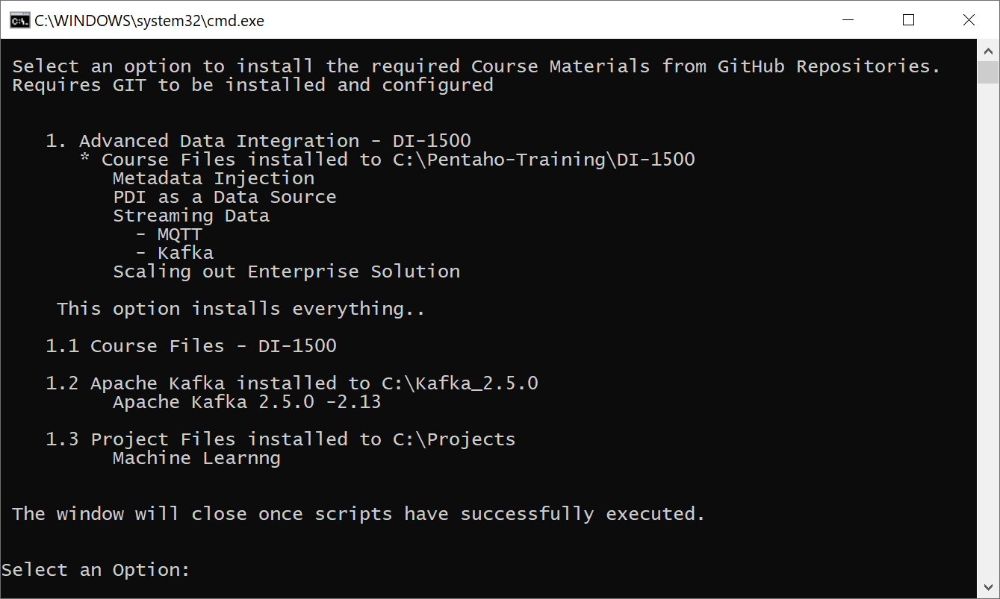 C:\WINDOWS\system32\cmd.exe
Select an option to install the required Course Materials from GitHub Repositories.
Requires GIT to be installed and configured
1. Advanced Data Integration - DI-1500
* Course Files installed to C:\Pentaho-Training\DI-1500
Metadata Injection
PDI as a Data Source
Streaming Data
- MQTT
- Kafka
Scaling out Enterprise Solution
This option installs everything..
1.1 Course Files - DI-1500
1.2 Apache Kafka installed to C:\Kafka_2.5.0
Apache Kafka 2.5.0 -2.13
1.3 Project Files installed to C:\Projects
Machine Learnng
The window will close once scripts have successfully executed.
Select an Option: